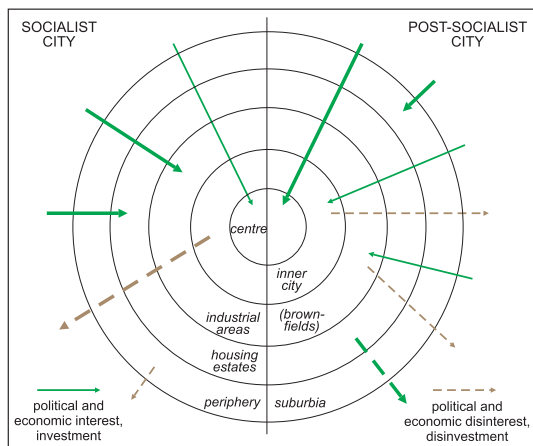 SOCIALIST
CITY
POST-SOCIALIST
CITY
centre
inner
city
industrial
areas
(brown-
fields)
housing
estates
periphery
suburbia
political and
economic interest,
investment
political and
economic disinterest,
disinvestment